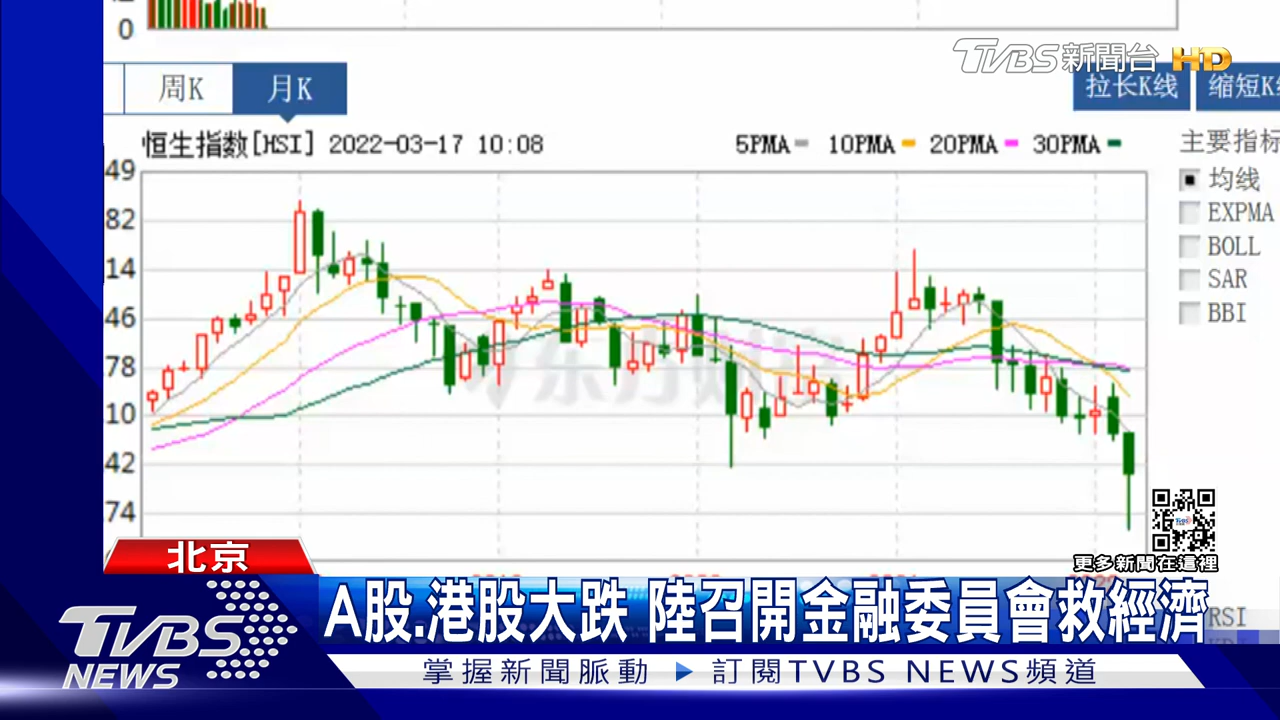 0
TVBS新聞台 HD
周K 月K 拉长K线 缩短K
恒生指数[HSI] 2022-03-17 10:08 5PMA 10PMA 20PMA 30PMA 主要指标
49 均线
82 EXPMA
14 BOLL
46 SAR
78 BBI
10
42
74
TVBS
更多新聞在這裡
北京
A股.港股大跌 陸召開金融委員會救經濟
RSI
TVBS NEWS
掌握新聞脈動 訂閱TVBS NEWS頻道